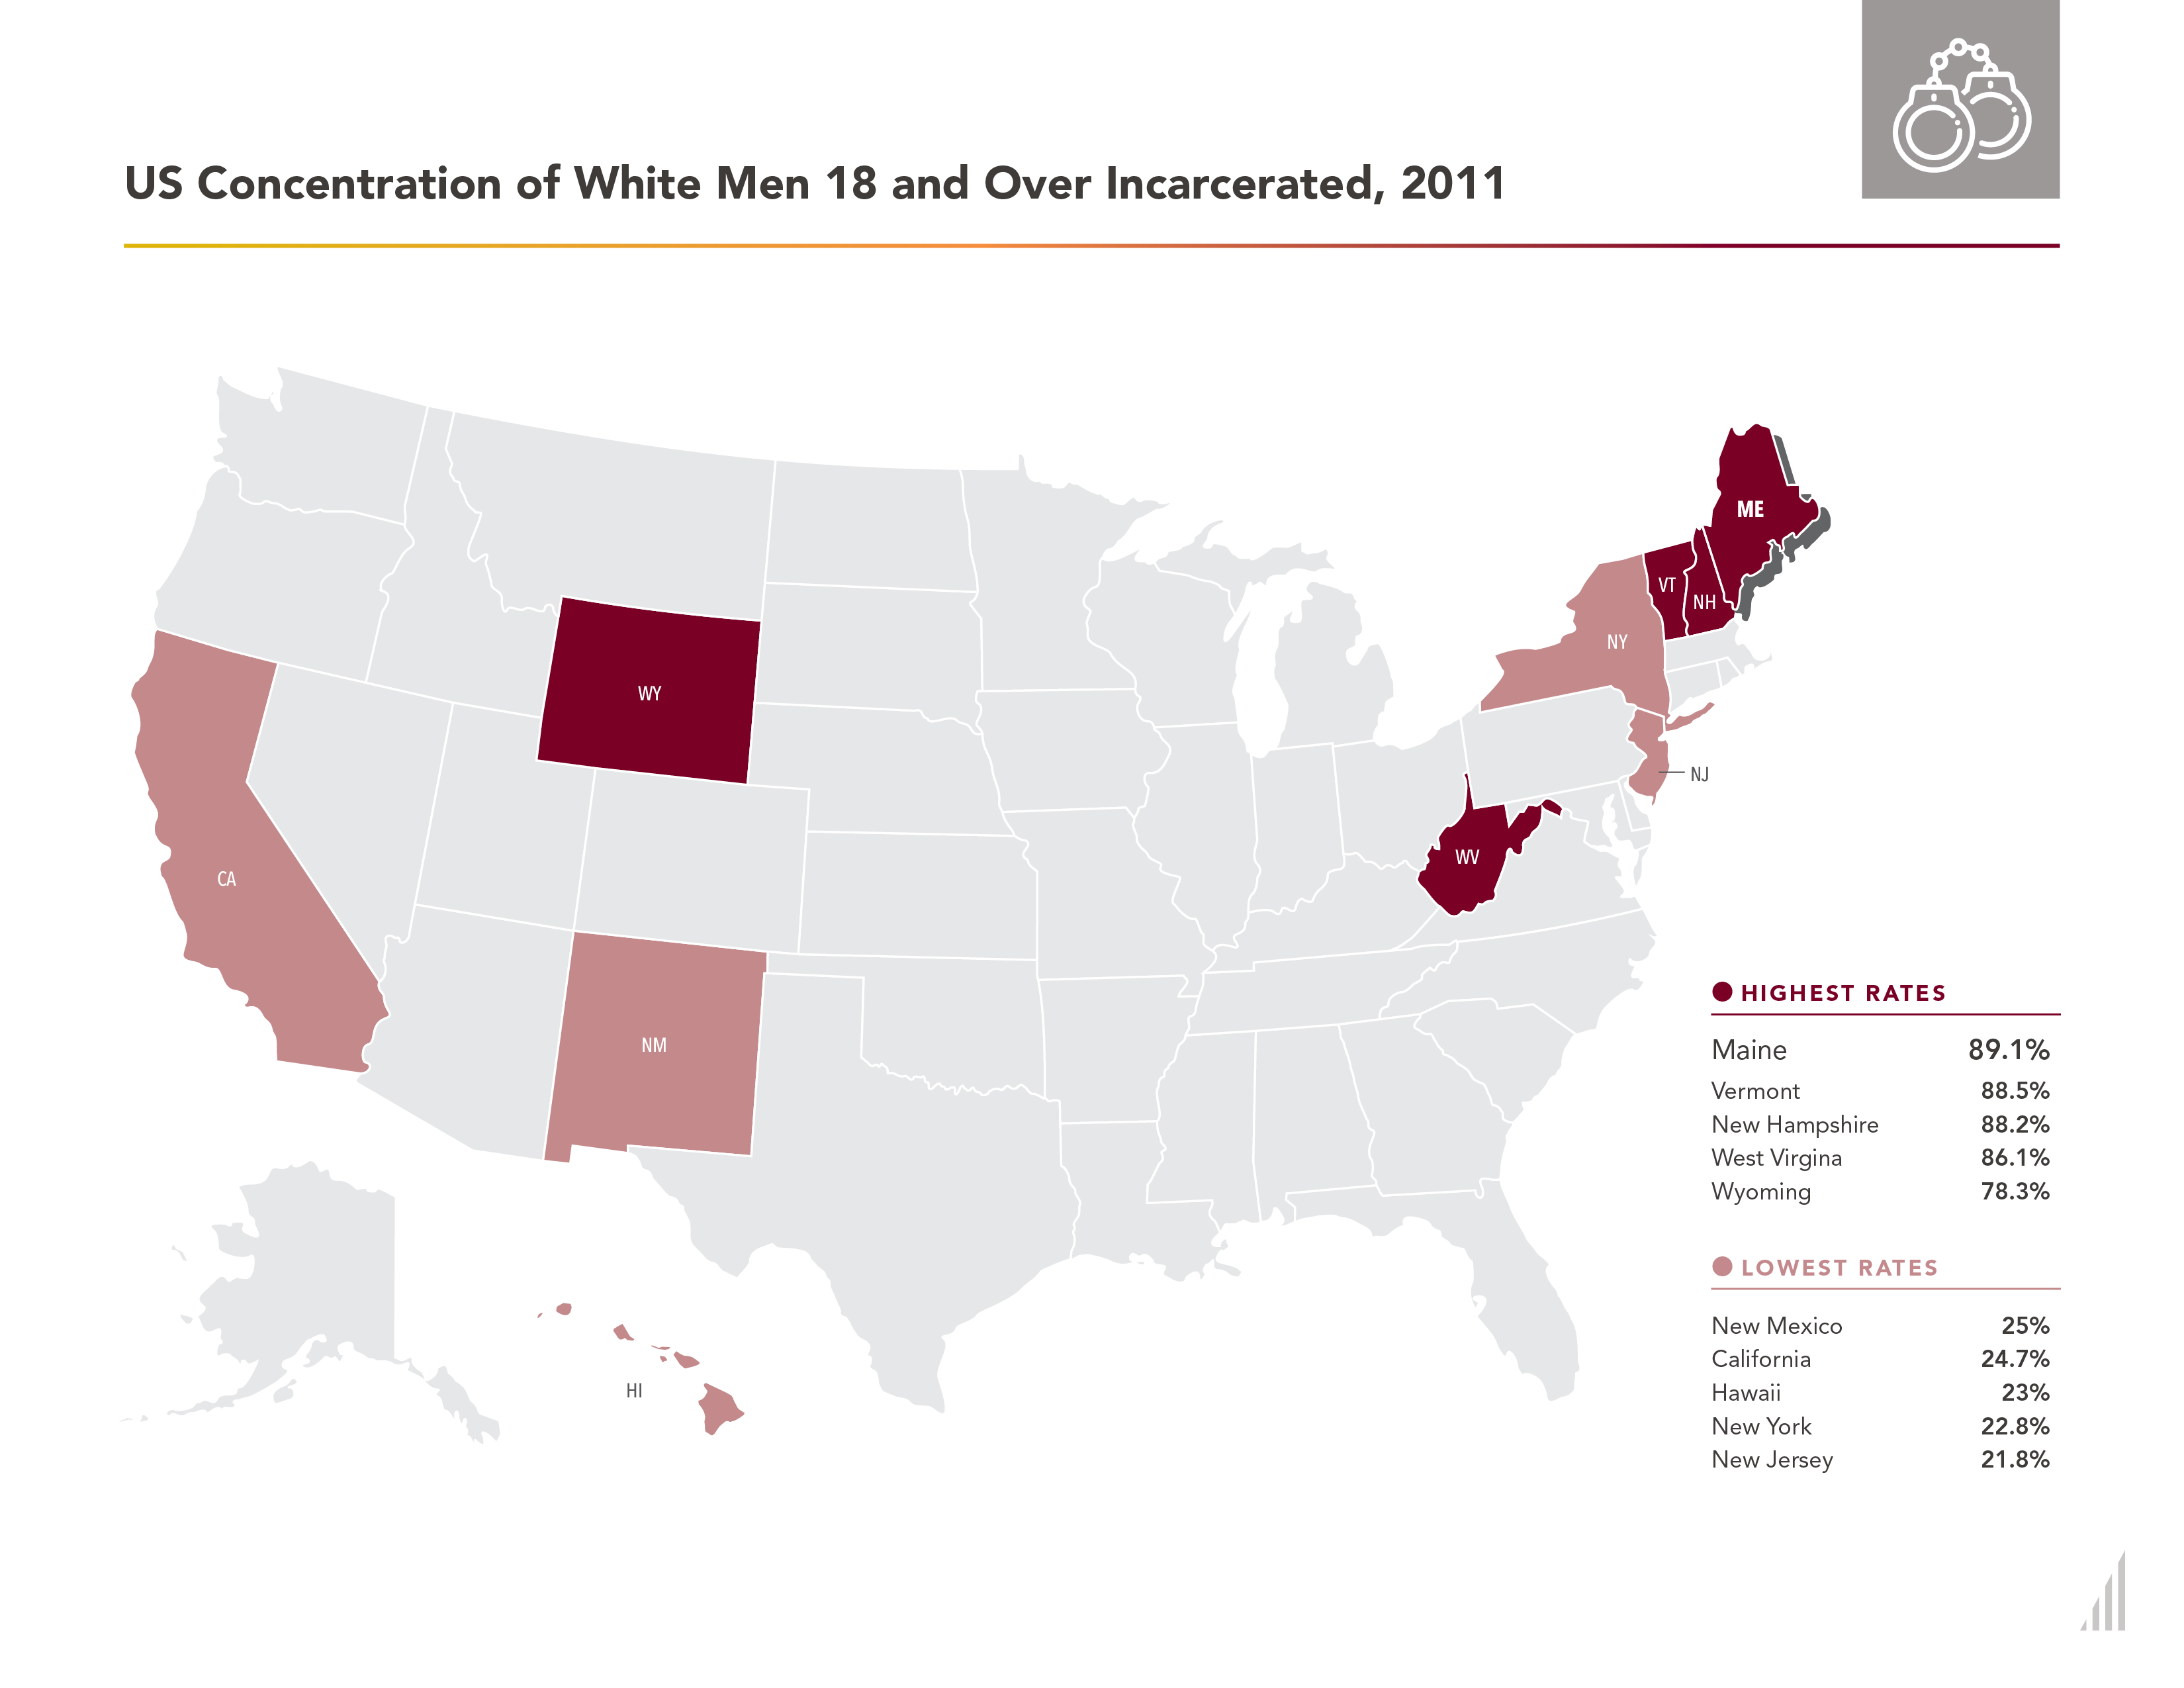 US Concentration of White Men 18 and Over Incarcerated, 2011
ME
VT
NH
NY
WY
NJ
WV
CA
NM
HI
HIGHEST RATES
Maine 89.1%
Vermont 88.5%
New Hampshire 88.2%
West Virgina 86.1%
Wyoming 78.3%
LOWEST RATES
New Mexico 25%
California 24.7%
Hawaii 23%
New York 22.8%
New Jersey 21.8%